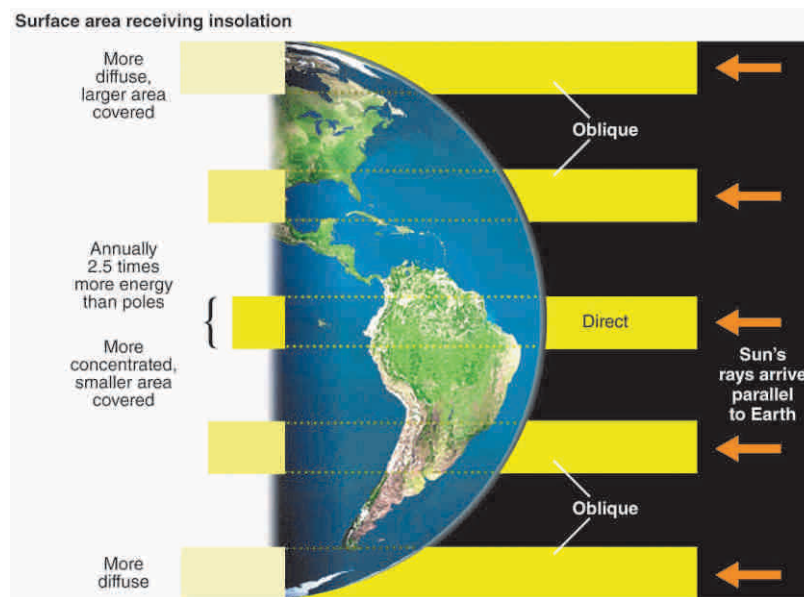 Surface area receiving insolation
More
diffuse,
larger area
covered
Oblique
Annually
2.5 times
more energy
than poles
More
concentrated,
smaller area
covered
Direct
Sun's
rays arrive
parallel
to Earth
Oblique
More
diffuse